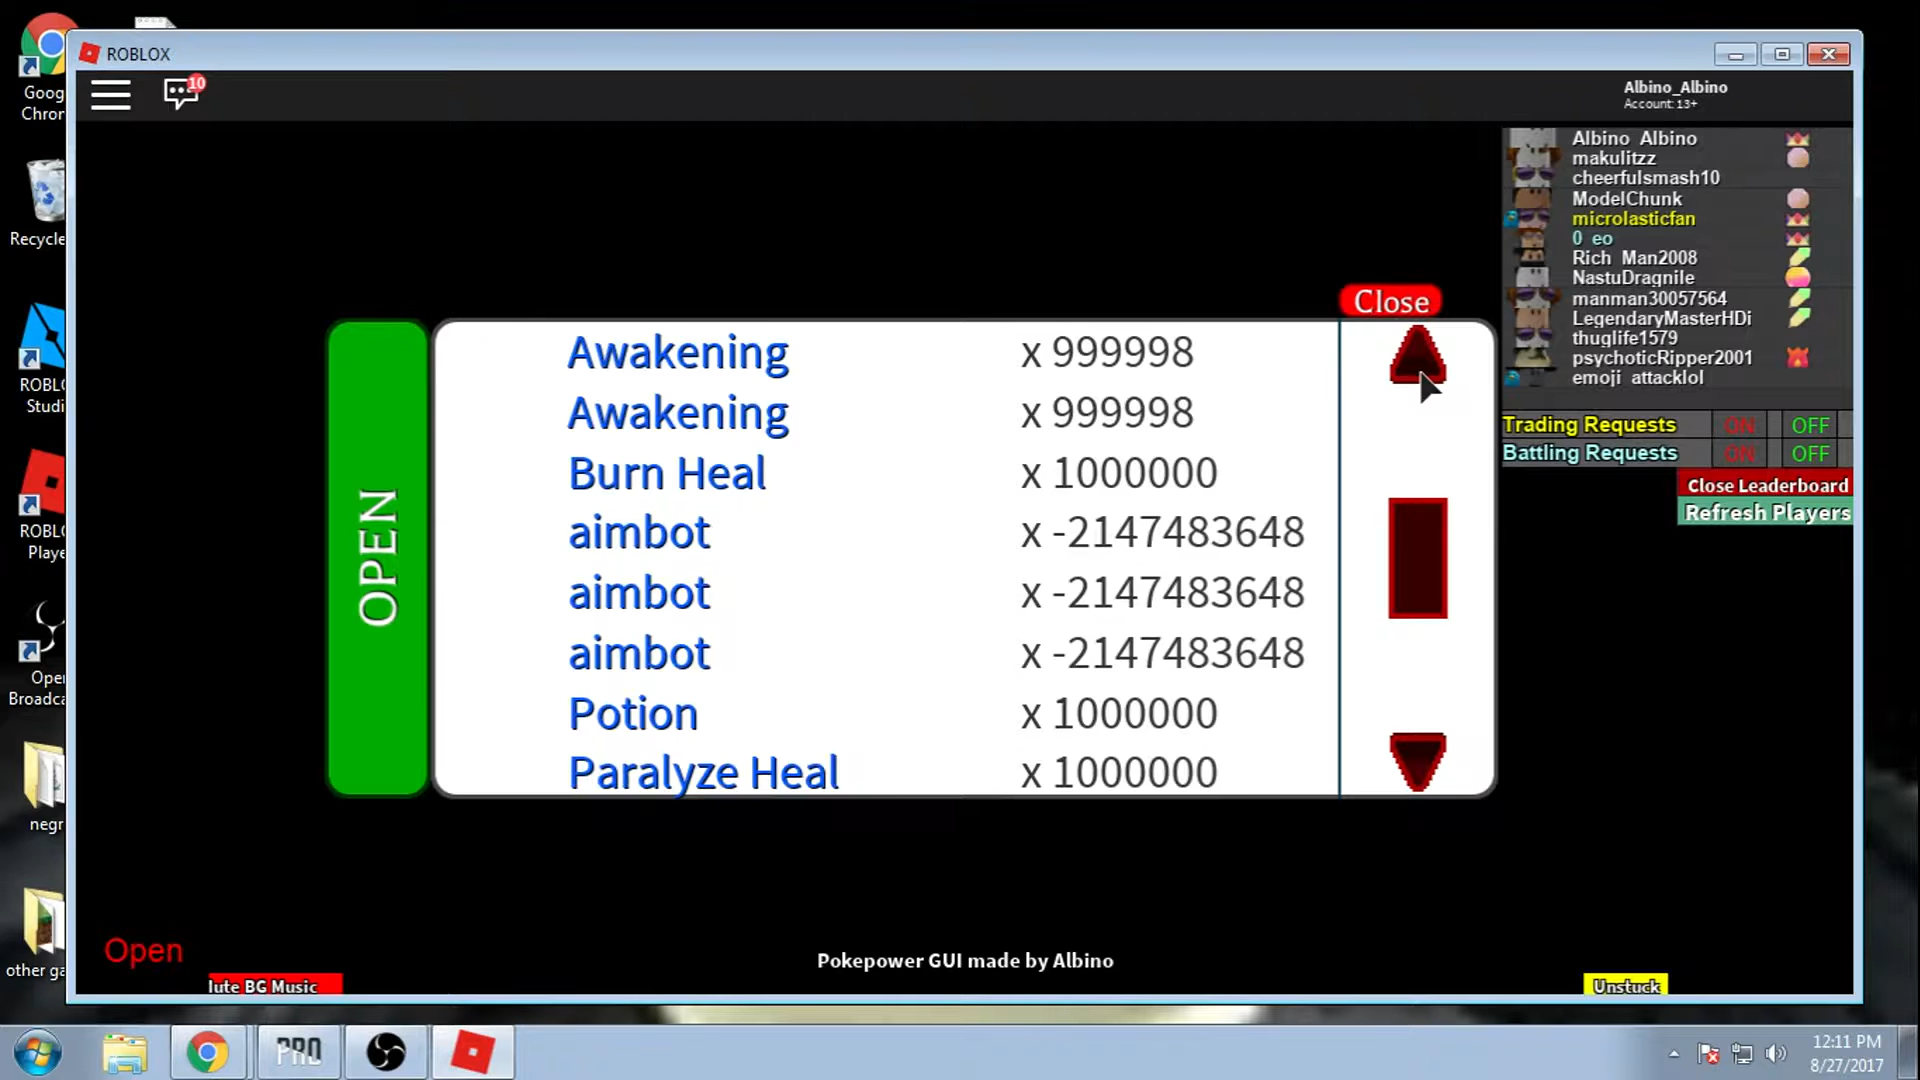 ROBLOX
10
Albino_Albino
Account: 13+
Goog
Chron
Recycle
ROBLO
Studi
ROBLO
Playe
Open
Broadca
negr
other ga
Albino Albino
makulitzz
cheerfulsmash10
ModelChunk
microlasticfan
0 eo
Rich Man2008
NastuDragnile
manman30057564
LegendaryMasterHDi
thuglife1579
psychoticRipper2001
emoji attacklol
Trading Requests ON OFF
Battling Requests ON OFF
Close Leaderboard
Refresh Players
Close
OPEN
Awakening x 999998
Awakening x 999998
Burn Heal x 1000000
aimbot x -2147483648
aimbot x -2147483648
aimbot x -2147483648
Potion x 1000000
Paralyze Heal x 1000000
Open
Pokepower GUI made by Albino
lute BG Music
Unstuck
PRO
12:11 PM
8/27/2017